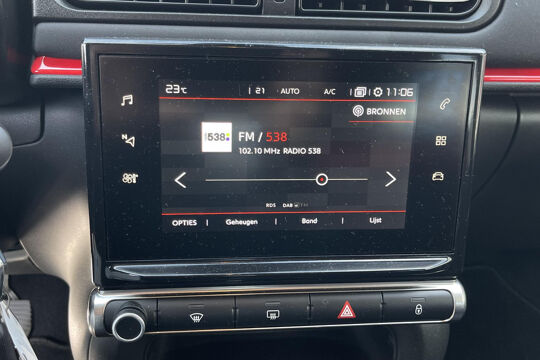 23°C | 21 AUTO A/C 11:06
BRONNEN
538
FM / 538
102.10 MHz RADIO 538
N
RDS DAB FM
OPTIES Geheugen Band Lijst